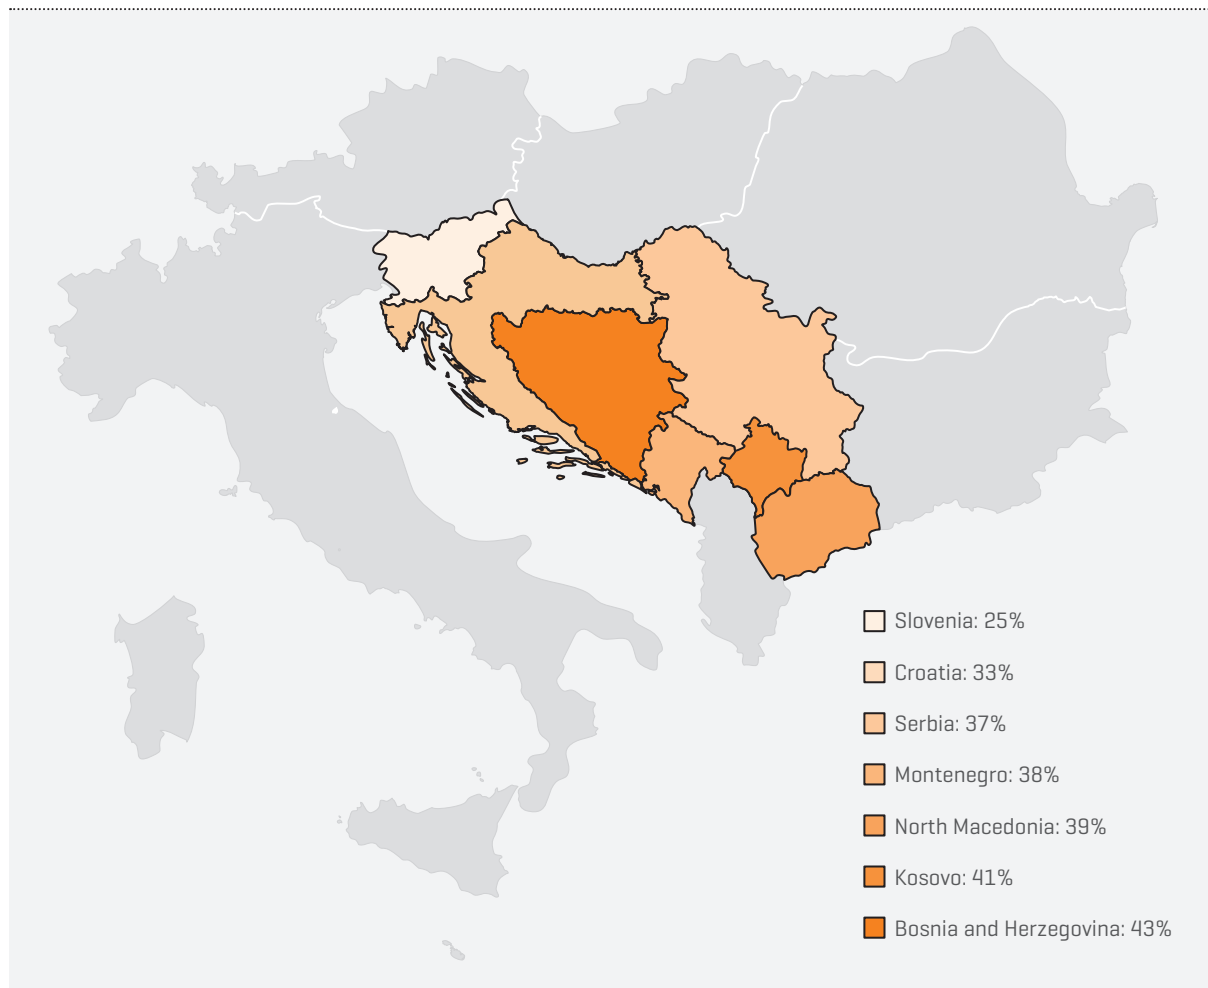 Slovenia: 25%
Croatia: 33%
Serbia: 37%
Montenegro: 38%
North Macedonia: 39%
Kosovo: 41%
Bosnia and Herzegovina: 43%